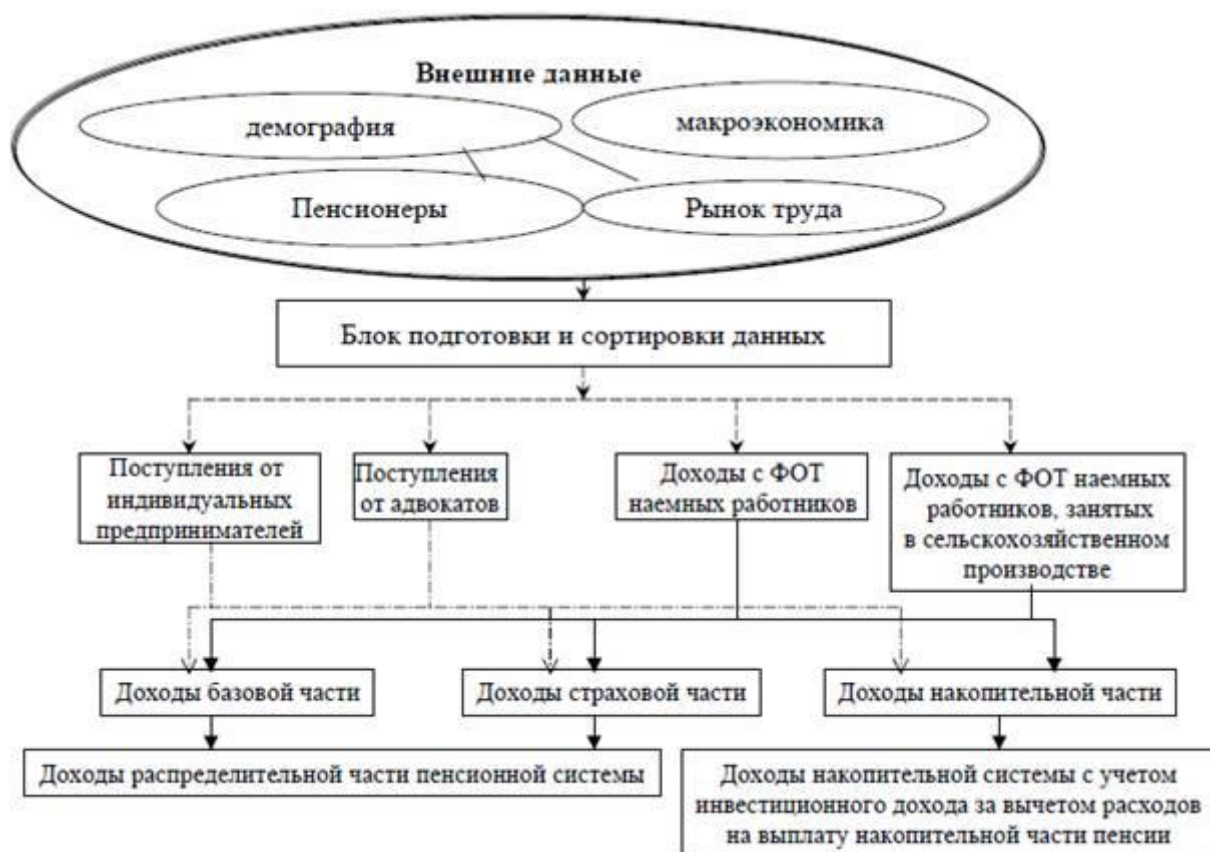 Внешние данные
демография
макроэкономика
Пенсионеры
Рынок труда
Блок подготовки и сортировки данных
Поступления от
индивидуальных
предпринимателей
Поступления
от адвокатов
Доходы с ФОТ
наемных работников
Доходы с ФОТ наемных
работников, занятых
в сельскохозяйственном
производстве
Доходы базовой части
Доходы страховой части
Доходы накопительной части
Доходы распределительной части пенсионной системы
Доходы накопительной системы с учетом
инвестиционного дохода за вычетом расходов
на выплату накопительной части пенсии